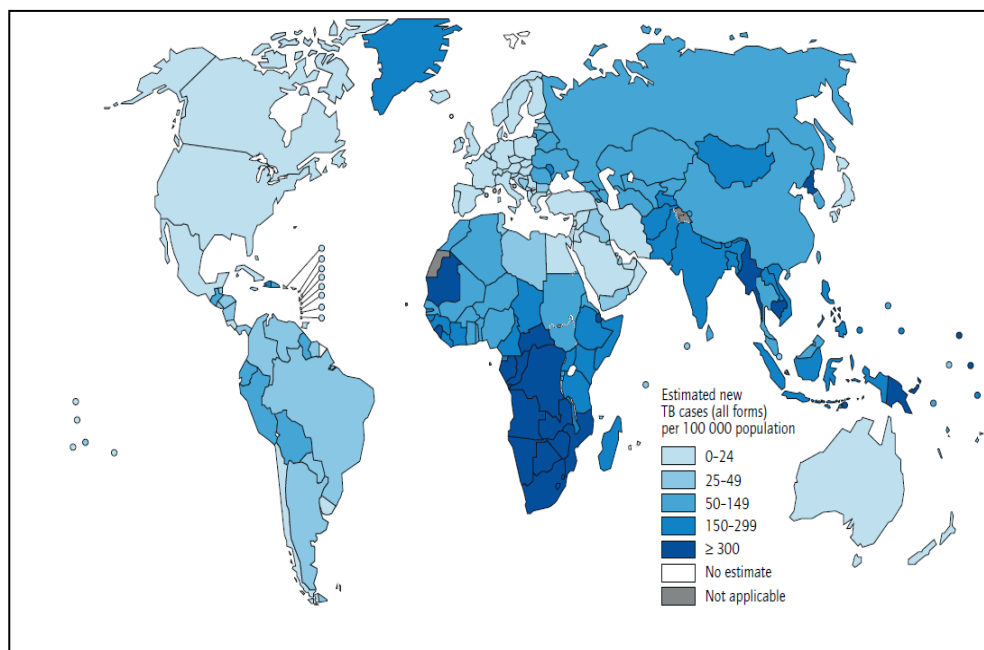 Estimated new
TB cases (all forms)
per 100 000 population
0–24
25–49
50–149
150–299
≥ 300
No estimate
Not applicable